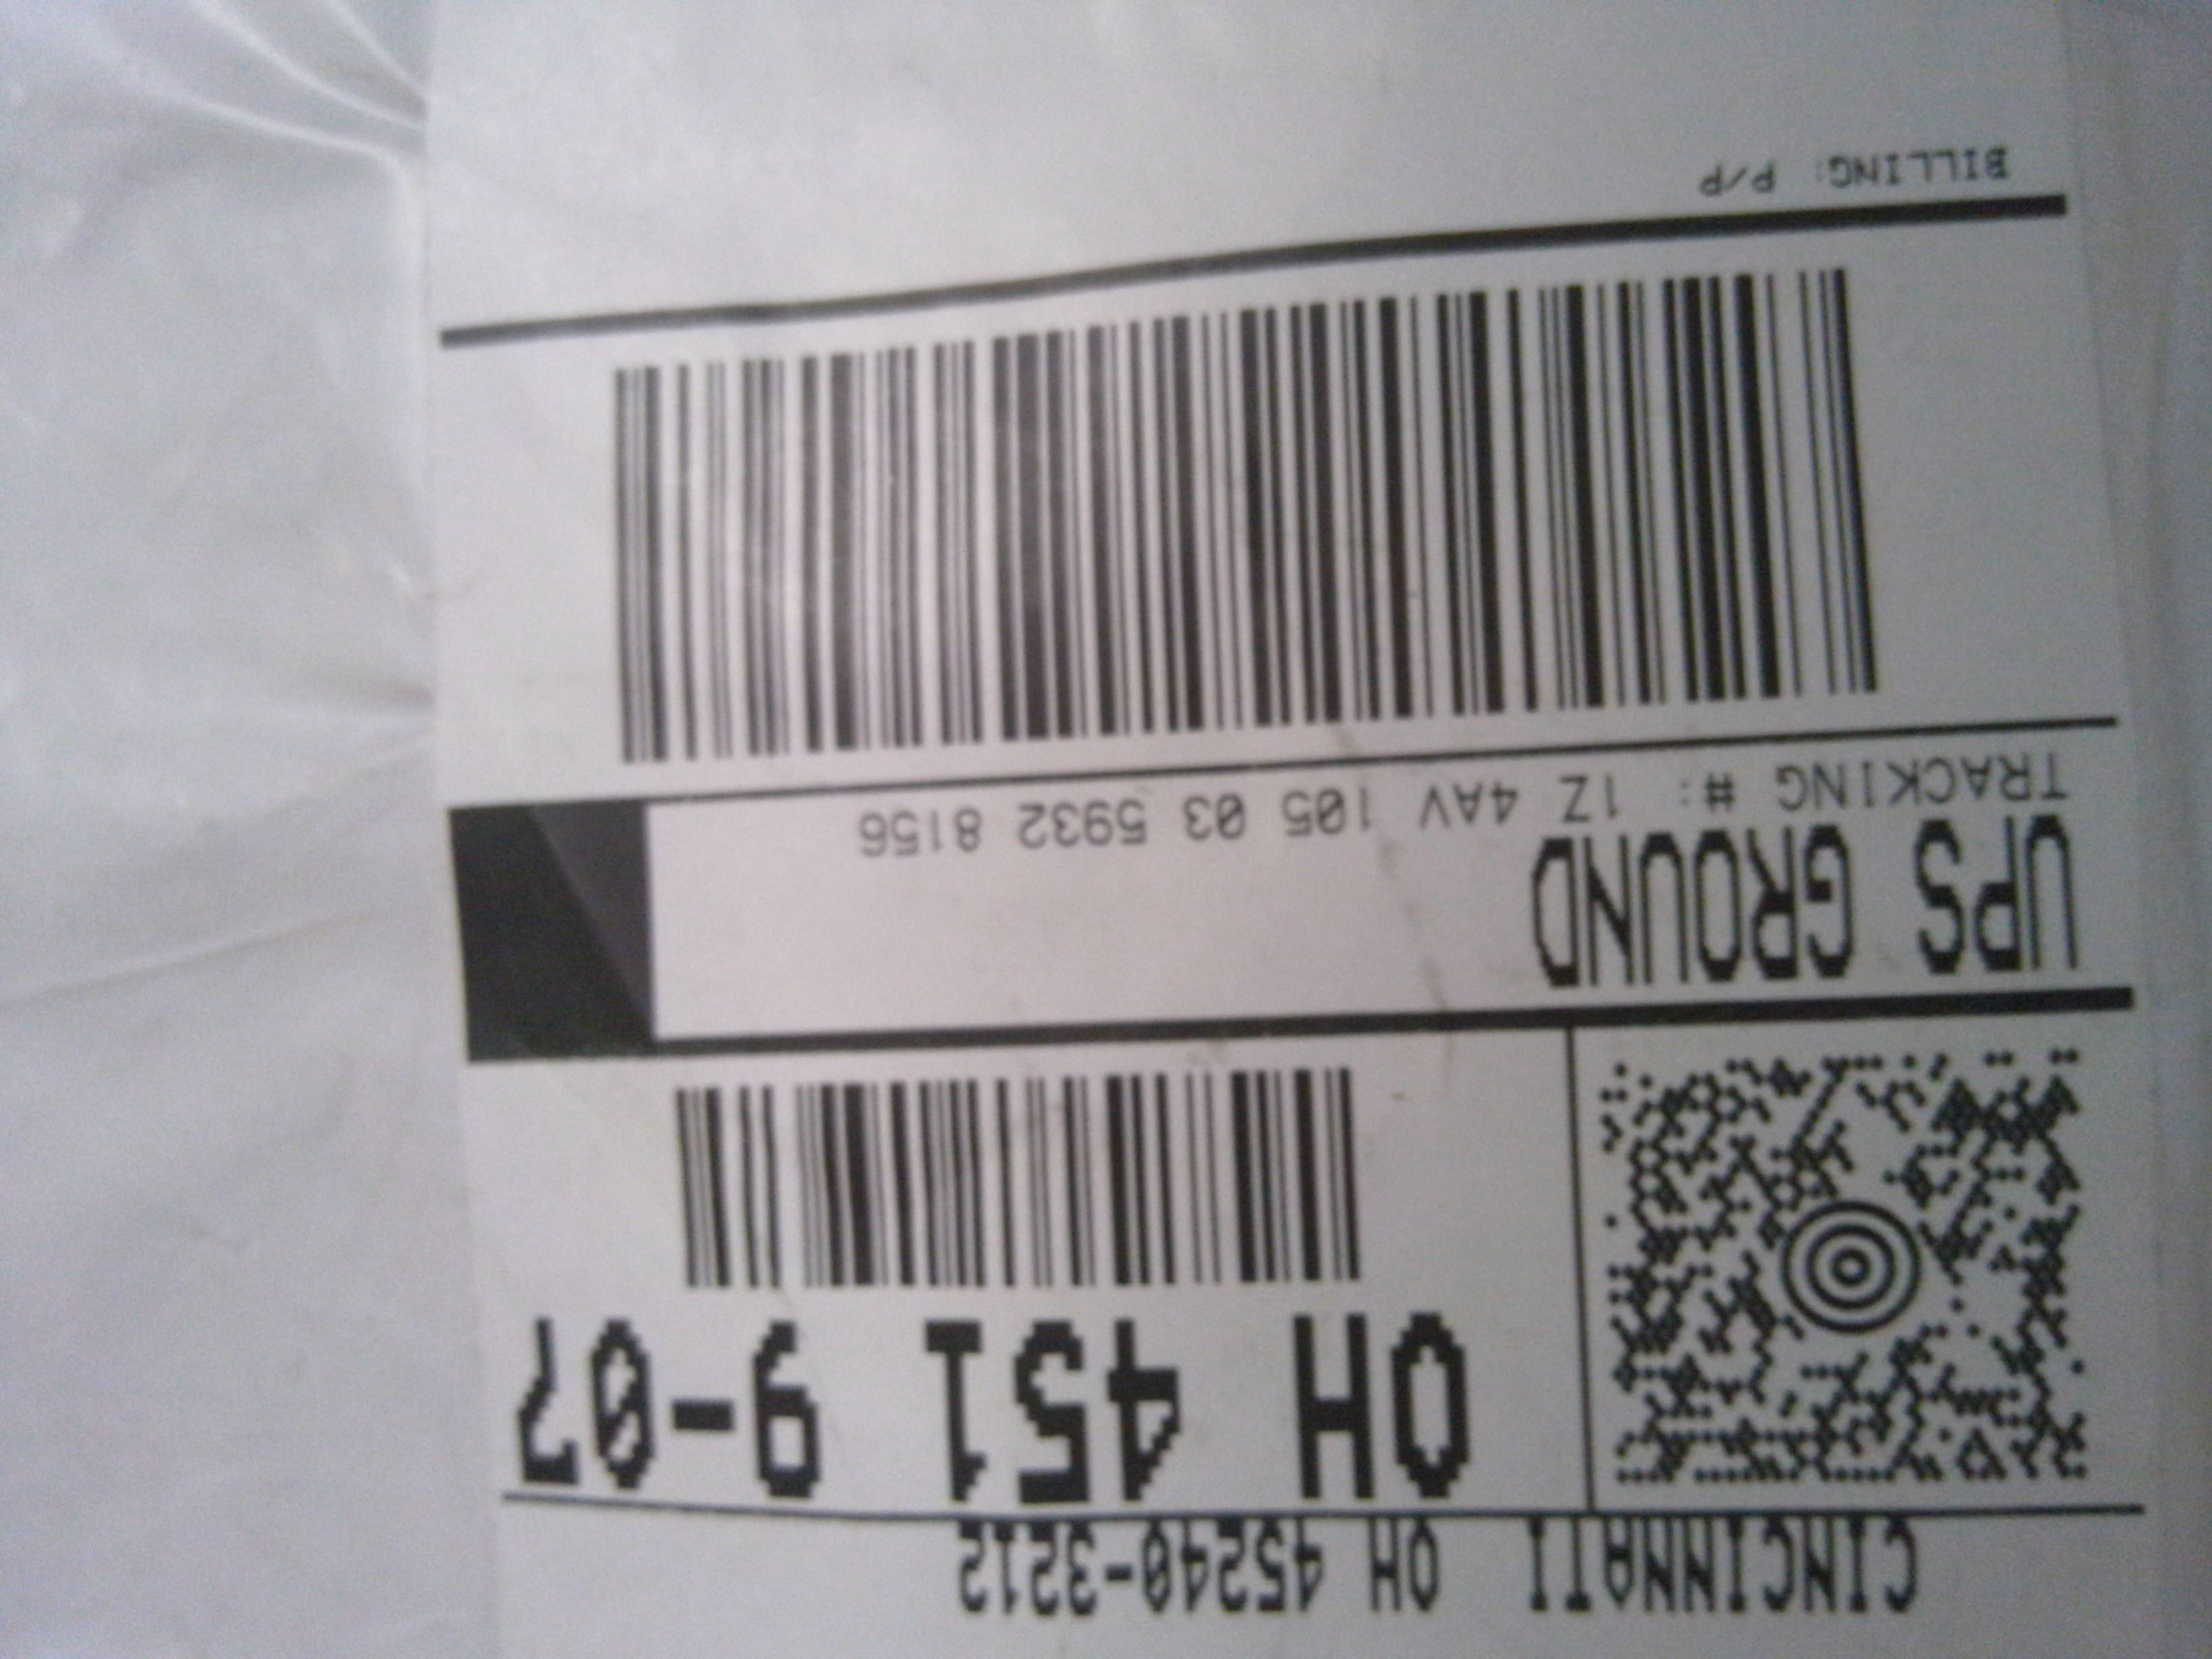 CINCINNATI OH 45240-3212
OH 451 9-07
UPS GROUND
TRACKING #: 1Z 4AV 105 03 5932 8156
BILLING: P/P